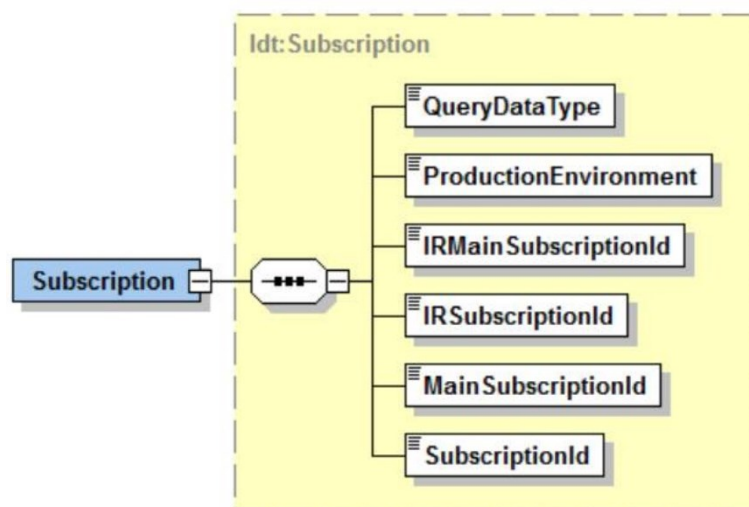 ldt:Subscription
QueryDataType
ProductionEnvironment
IRMainSubscriptionId
IRSubscriptionId
Subscription
MainSubscriptionId
SubscriptionId